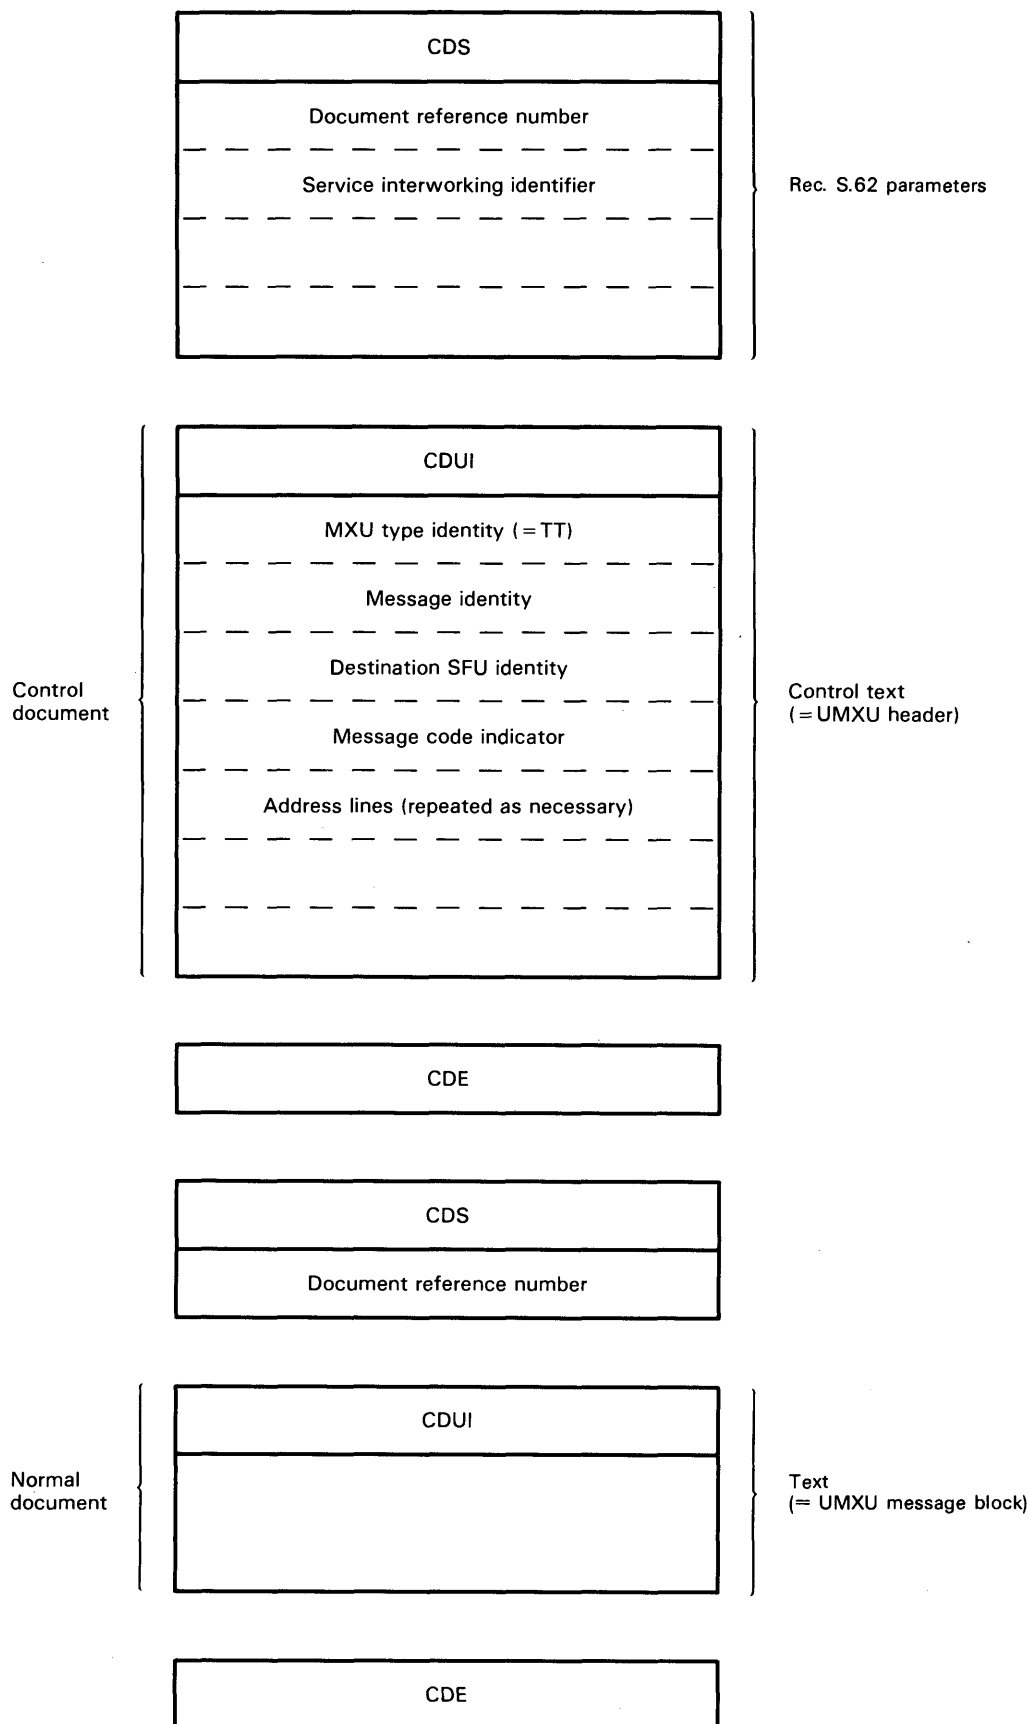 CDS
Document reference number
Service interworking identifier
Rec. S.62 parameters
CDUI
MXU type identity (=TT)
Message identity
Destination SFU identity
Control
document
Control text
(=UMXU header)
Message code indicator
Address lines (repeated as necessary)
CDE
CDS
Document reference number
CDUI
Normal
document
Text
(= UMXU message block)
CDE